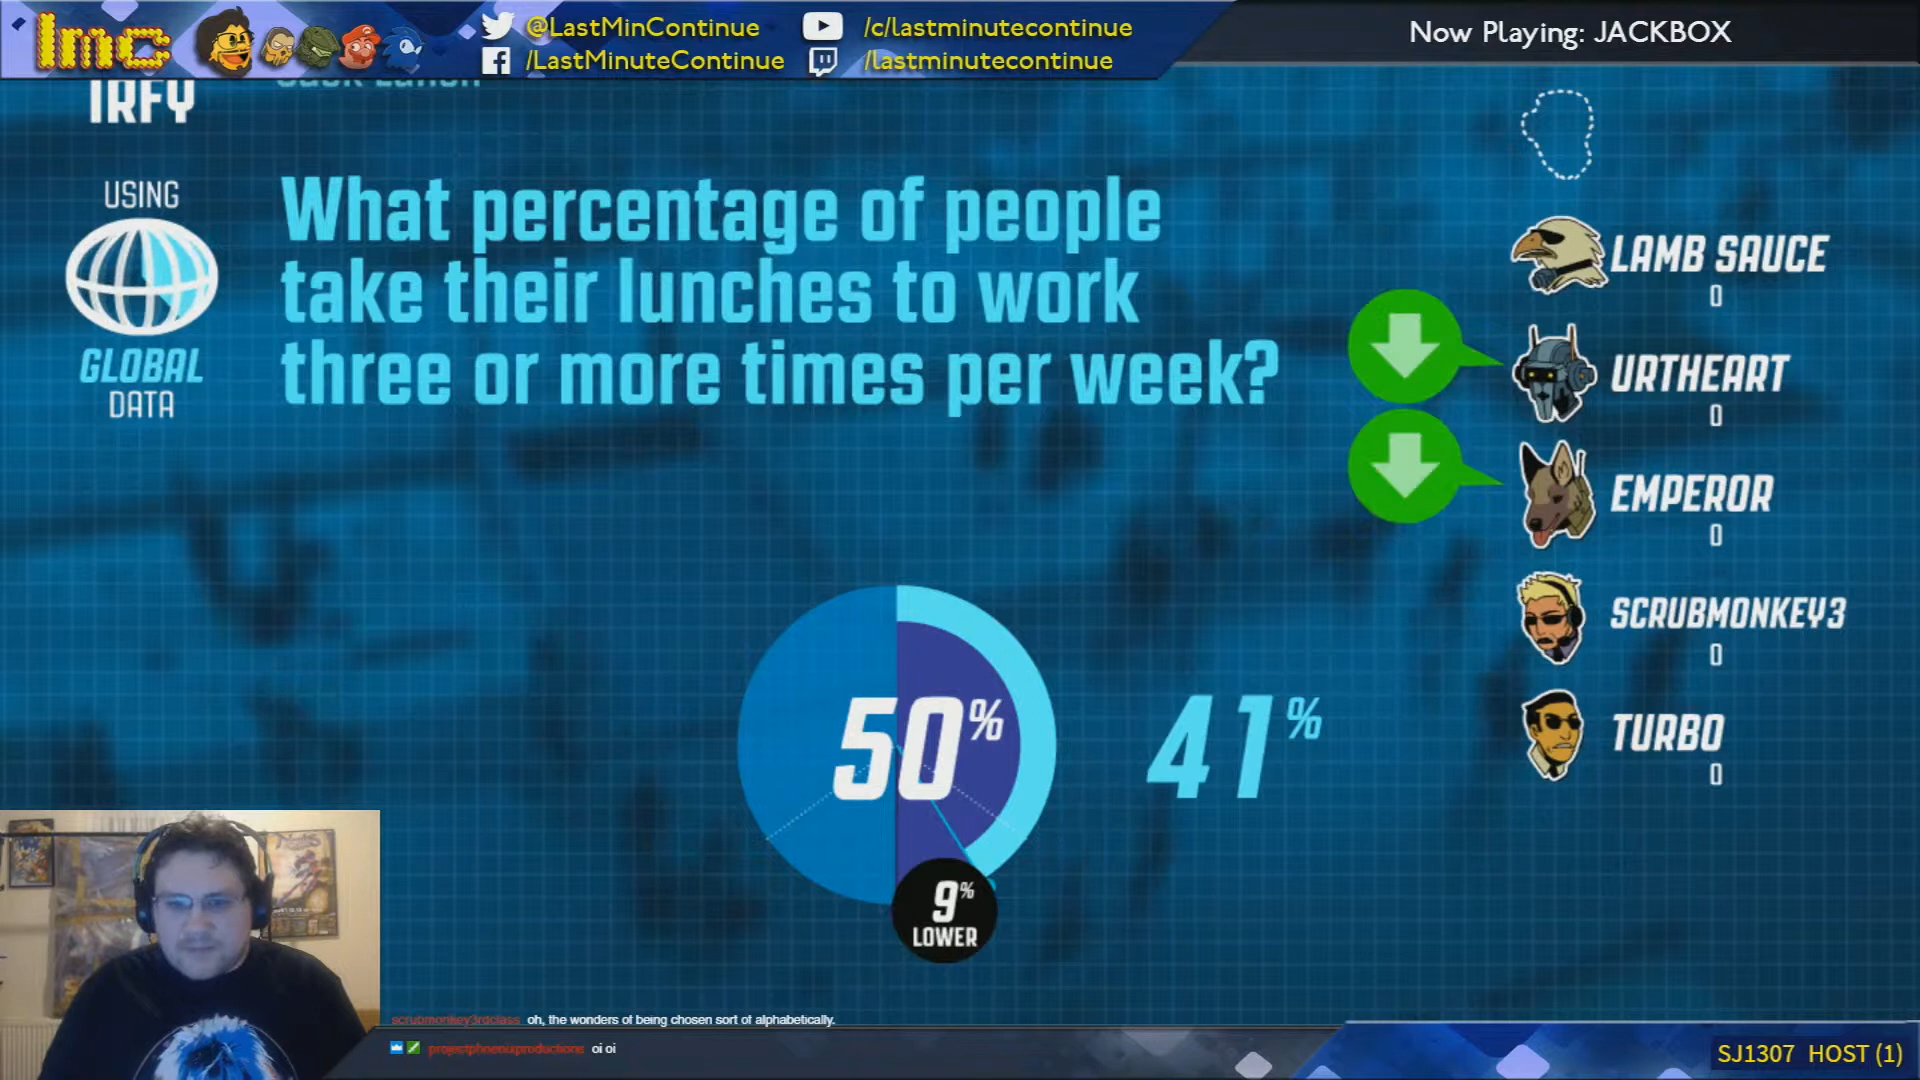 lmc
@LastMinContinue
/c/lastminutecontinue
/LastMinuteContinue
/lastminutecontinue
Now Playing: JACKBOX
IRFY
USING
GLOBAL
DATA
What percentage of people
take their lunches to work
three or more times per week?
LAMB SAUCE
0
URTHEART
0
EMPEROR
0
SCRUBMONKEY3
0
TURBO
0
50%
41%
9%
LOWER
scrubmonkey3rdclass oh, the wonders of being chosen sort of alphabetically.
projectphoenixproductions oi oi
SJ1307 HOST (1)